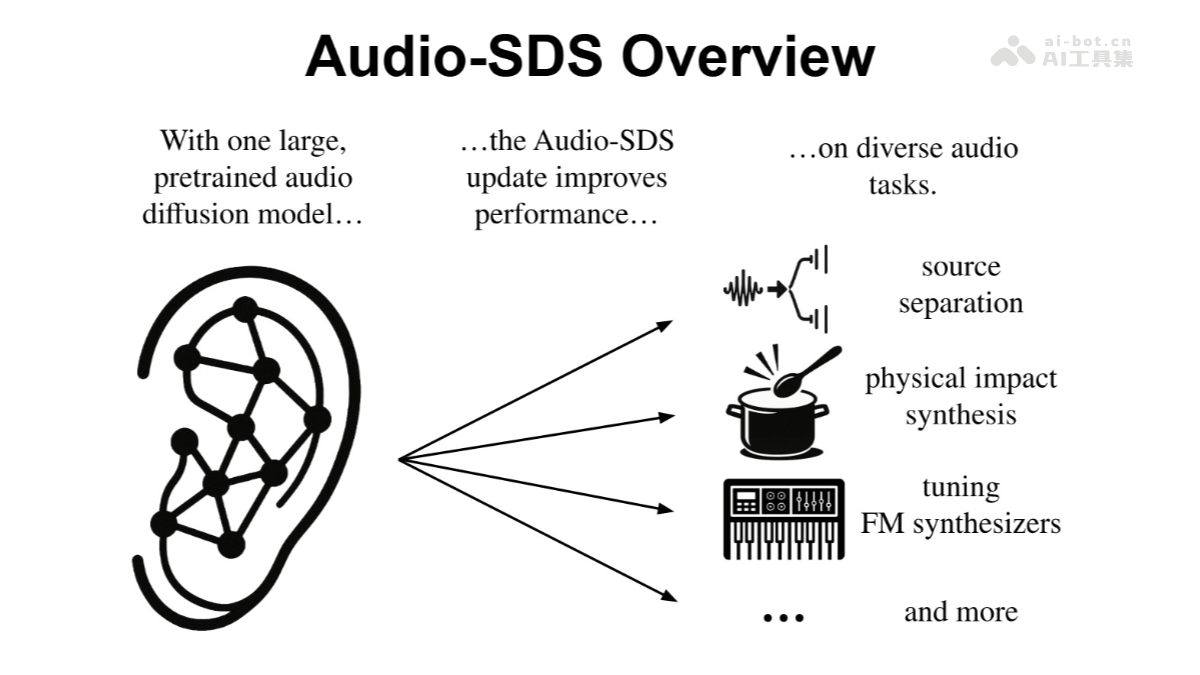 Audio-SDS Overview
ai-bot.cn
AI工具集
With one large,
pretrained audio
diffusion model…
…the Audio-SDS
update improves
performance…
…on diverse audio
tasks.
source
separation
physical impact
synthesis
tuning
FM synthesizers
…
and more